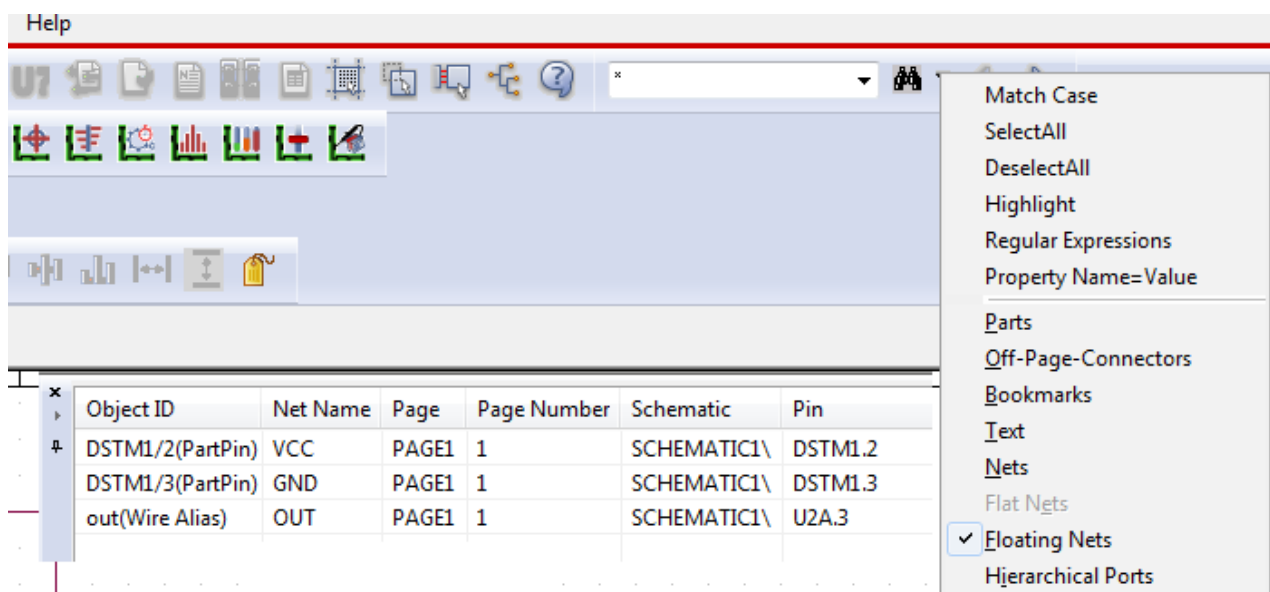 Help
U?
*
Match Case
SelectAll
DeselectAll
Highlight
Regular Expressions
Property Name=Value
Parts
Off-Page-Connectors
Bookmarks
Text
Nets
Flat Nets
Floating Nets
Hierarchical Ports
Object ID Net Name Page Page Number Schematic Pin
DSTM1/2(PartPin) VCC PAGE1 1 SCHEMATIC1\ DSTM1.2
DSTM1/3(PartPin) GND PAGE1 1 SCHEMATIC1\ DSTM1.3
out(Wire Alias) OUT PAGE1 1 SCHEMATIC1\ U2A.3